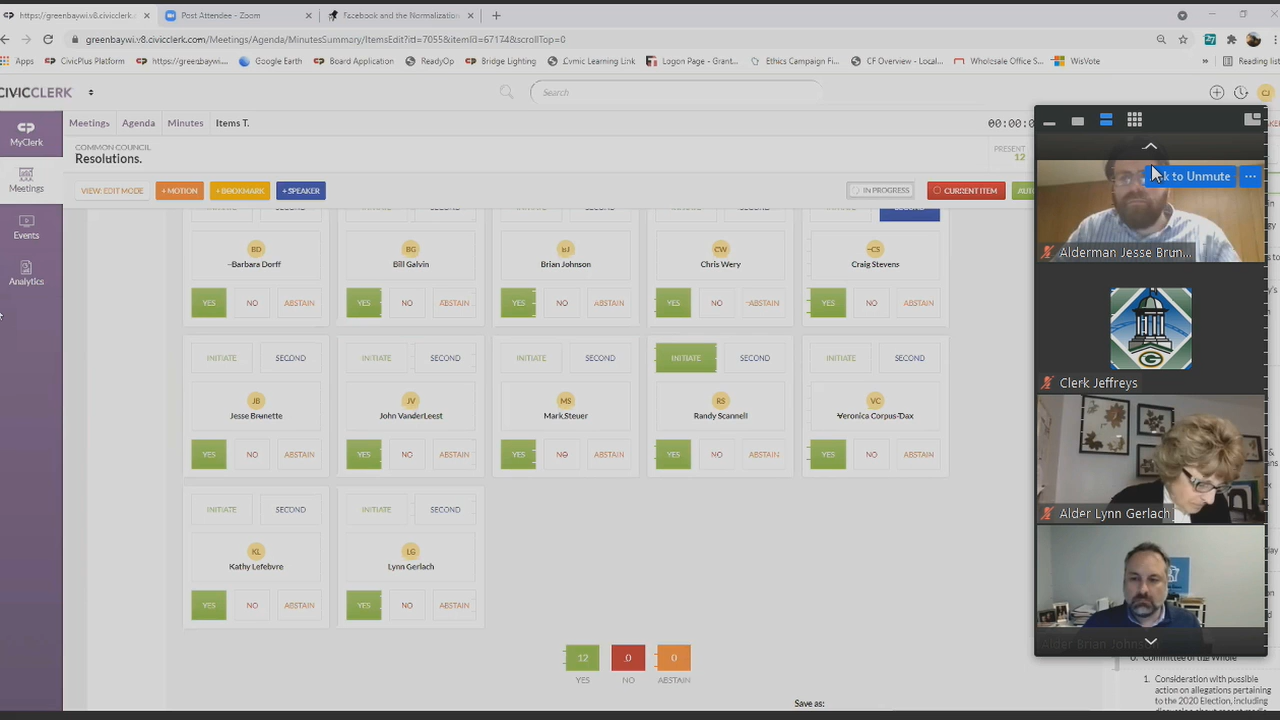 https://greenbaywi.v8.civicclerk.co
Post Attendee - Zoom
Facebook and the Normalization
greenbaywi.v8.civicclerk.com/Meetings/Agenda/MinutesSummary/ItemsEdit?id=7055&itemId=67174&scrollTop=0
Apps
CivicPlus Platform
https://greenbaywi....
Google Earth
Board Application
ReadyOp
Bridge Lighting
Civic Learning Link
Logon Page - Grant...
Ethics Campaign Fi...
CF Overview - Local...
Wholesale Office S...
WisVote
Reading list
CIVICCLERK
Search
CJ
MyClerk
Meetings
Events
Analytics
Meetings
Agenda
Minutes
Items T.
00:00:0
COMMON COUNCIL
Resolutions.
PRESENT
12
VIEW: EDIT MODE
+ MOTION
+ BOOKMARK
+ SPEAKER
IN PROGRESS
CURRENT ITEM
BD
BG
BJ
CW
CS
Barbara Dorff
Bill Galvin
Brian Johnson
Chris Wery
Craig Stevens
YES NO ABSTAIN
YES NO ABSTAIN
YES NO ABSTAIN
YES NO ABSTAIN
YES NO ABSTAIN
INITIATE SECOND
INITIATE SECOND
INITIATE SECOND
INITIATE SECOND
INITIATE SECOND
JB
JV
MS
RS
VC
Jesse Brunette
John VanderLeest
Mark Steuer
Randy Scannell
Veronica Corpus-Dax
YES NO ABSTAIN
YES NO ABSTAIN
YES NO ABSTAIN
YES NO ABSTAIN
YES NO ABSTAIN
INITIATE SECOND
INITIATE SECOND
KL
LG
Kathy Lefebvre
Lynn Gerlach
YES NO ABSTAIN
YES NO ABSTAIN
12
0
0
YES
NO
ABSTAIN
Save as:
to Unmute
Alderman Jesse Brun...
G
Clerk Jeffreys
Alder Lynn Gerlach
Alder Brian Johnson
Committee of the Whole
1. Consideration with possible
action on allegations pertaining
to the 2020 Election, including